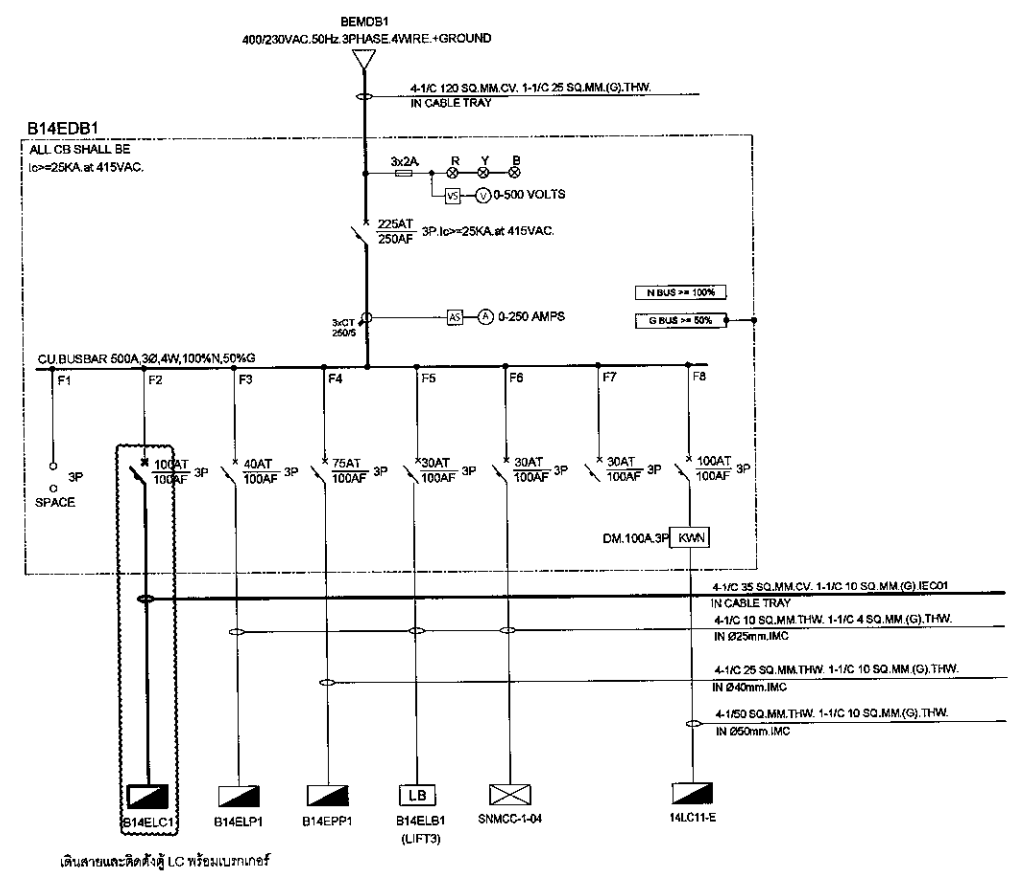 BEMDB1
400/230VAC.50Hz.3PHASE.4WIRE.+GROUND
4-1/C 120 SQ.MM.CV. 1-1/C 25 SQ.MM.(G).THW.
IN CABLE TRAY
B14EDB1
ALL CB SHALL BE
Ic>=25KA.at 415VAC.
3x2A
R Y B
VS V 0-500 VOLTS
225AT
250AF 3P.Ic>=25KA.at 415VAC.
N BUS >= 100%
3xCT
250/5
AS A 0-250 AMPS
G BUS >= 50%
CU.BUSBAR 500A,3Ø,4W,100%N,50%G
F1 F2 F3 F4 F5 F6 F7 F8
3P
SPACE
100AT
100AF 3P
40AT
100AF 3P
75AT
100AF 3P
30AT
100AF 3P
30AT
100AF 3P
30AT
100AF 3P
100AT
100AF 3P
DM.100A.3P KWN
4-1/C 35 SQ.MM.CV. 1-1/C 10 SQ.MM.(G).IEC01
IN CABLE TRAY
4-1/C 10 SQ.MM.THW. 1-1/C 4 SQ.MM.(G).THW.
IN Ø25mm.IMC
4-1/C 25 SQ.MM.THW. 1-1/C 10 SQ.MM.(G).THW.
IN Ø40mm.IMC
4-1/50 SQ.MM.THW. 1-1/C 10 SQ.MM.(G).THW.
IN Ø50mm.IMC
LB
B14ELC1 B14ELP1 B14EPP1 B14ELB1 SNMCC-1-04 14LC11-E
(LIFT3)
เดินสายและติดตั้งตู้ LC พร้อมเบรกเกอร์